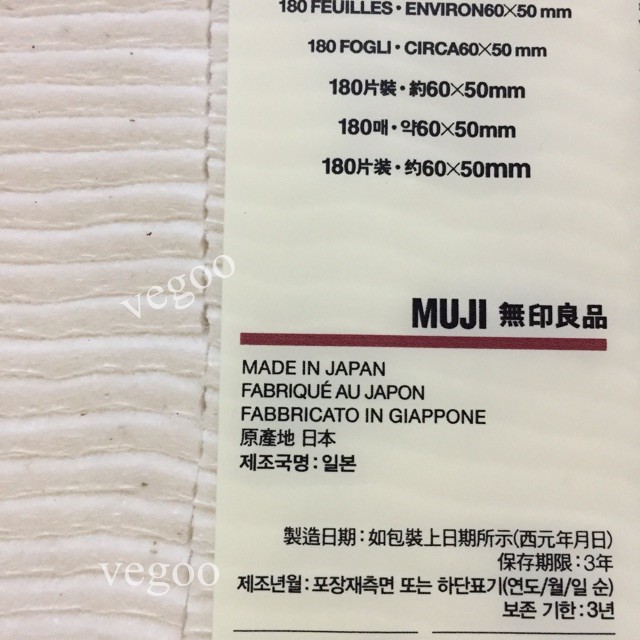 180 FEUILLES・ENVIRON60×50 mm
180 FOGLI・CIRCA60×50 mm
180片裝・約60×50mm
180매・약60×50mm
180片装・约60×50mm
vegoo
MUJI 無印良品
MADE IN JAPAN
FABRIQUÉ AU JAPON
FABBRICATO IN GIAPPONE
原產地 日本
제조국명:일본
製造日期:如包裝上日期所示(西元年月日)
保存期限:3年
vegoo
제조년월:포장재측면 또는 하단표기(연도/월/일 순)
보존 기한:3년